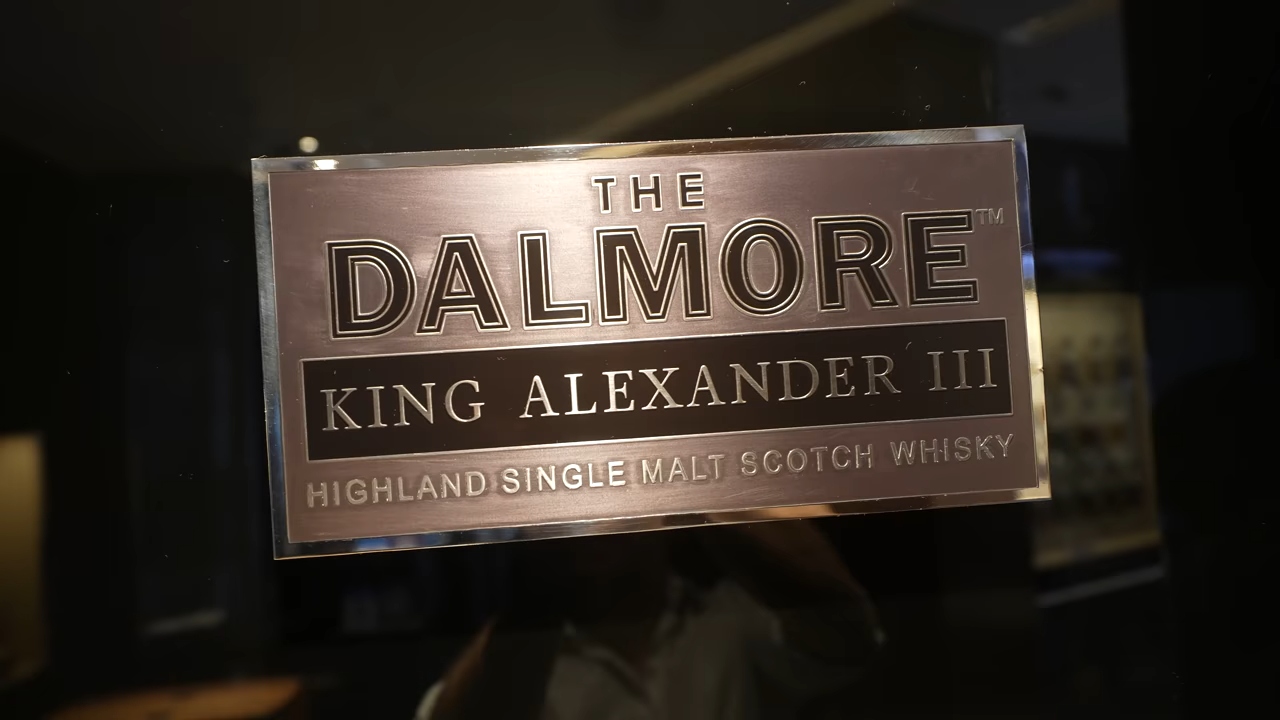 THE
DALMORE™
KING ALEXANDER III
HIGHLAND SINGLE MALT SCOTCH WHISKY